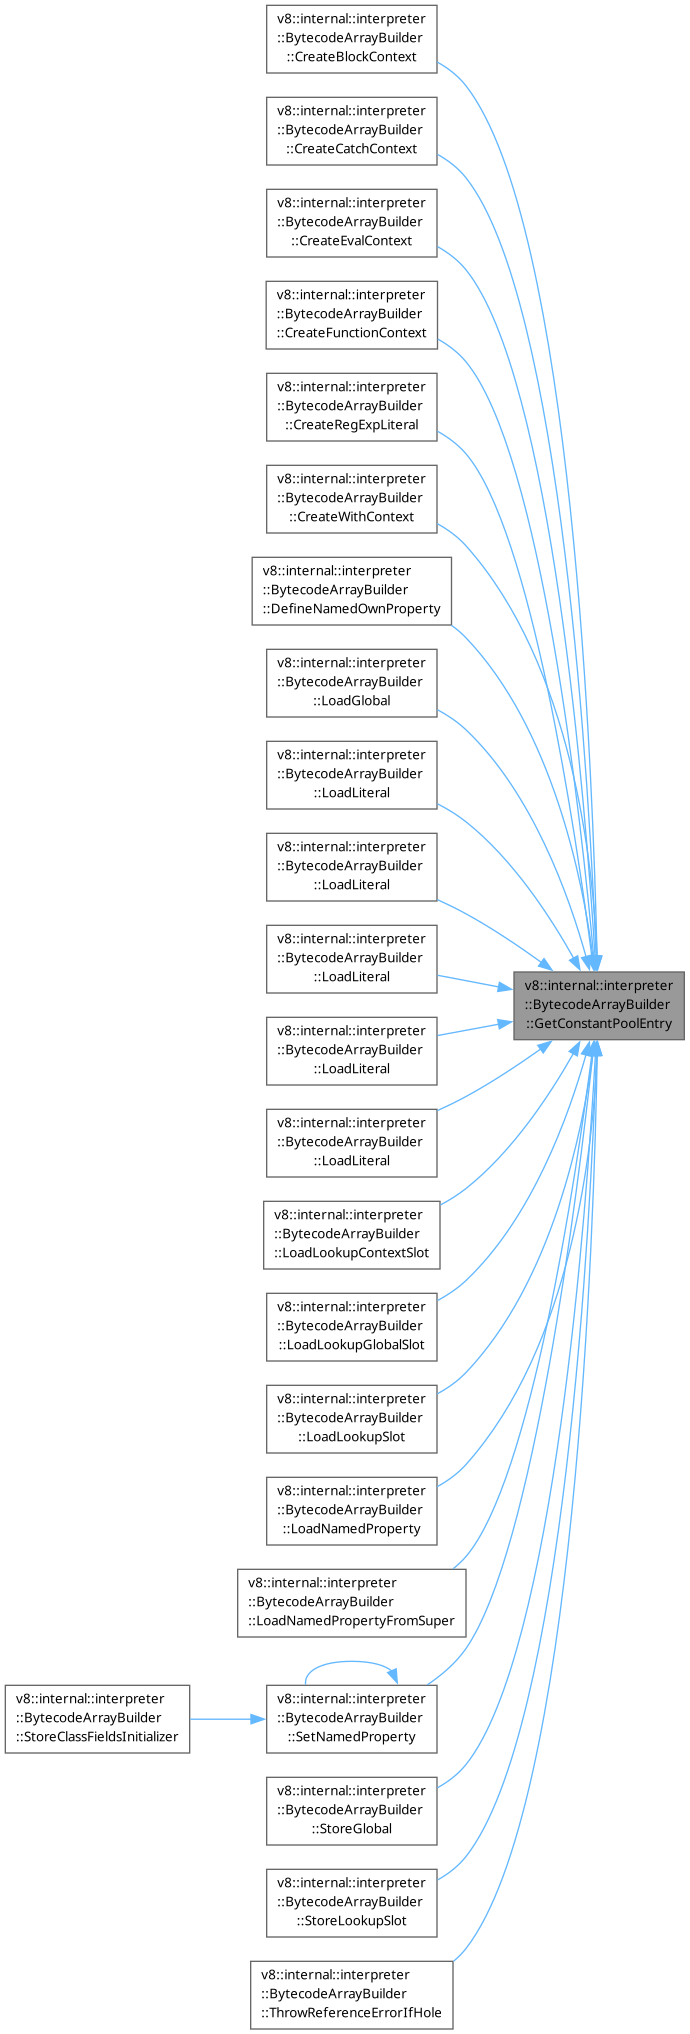 v8::internal::interpreter
::BytecodeArrayBuilder
::CreateBlockContext
v8::internal::interpreter
::BytecodeArrayBuilder
::CreateCatchContext
v8::internal::interpreter
::BytecodeArrayBuilder
::CreateEvalContext
v8::internal::interpreter
::BytecodeArrayBuilder
::CreateFunctionContext
v8::internal::interpreter
::BytecodeArrayBuilder
::CreateRegExpLiteral
v8::internal::interpreter
::BytecodeArrayBuilder
::CreateWithContext
v8::internal::interpreter
::BytecodeArrayBuilder
::DefineNamedOwnProperty
v8::internal::interpreter
::BytecodeArrayBuilder
::LoadGlobal
v8::internal::interpreter
::BytecodeArrayBuilder
::LoadLiteral
v8::internal::interpreter
::BytecodeArrayBuilder
::LoadLiteral
v8::internal::interpreter
::BytecodeArrayBuilder
::LoadLiteral
v8::internal::interpreter
::BytecodeArrayBuilder
::GetConstantPoolEntry
v8::internal::interpreter
::BytecodeArrayBuilder
::LoadLiteral
v8::internal::interpreter
::BytecodeArrayBuilder
::LoadLiteral
v8::internal::interpreter
::BytecodeArrayBuilder
::LoadLookupContextSlot
v8::internal::interpreter
::BytecodeArrayBuilder
::LoadLookupGlobalSlot
v8::internal::interpreter
::BytecodeArrayBuilder
::LoadLookupSlot
v8::internal::interpreter
::BytecodeArrayBuilder
::LoadNamedProperty
v8::internal::interpreter
::BytecodeArrayBuilder
::LoadNamedPropertyFromSuper
v8::internal::interpreter
::BytecodeArrayBuilder
::StoreClassFieldsInitializer
v8::internal::interpreter
::BytecodeArrayBuilder
::SetNamedProperty
v8::internal::interpreter
::BytecodeArrayBuilder
::StoreGlobal
v8::internal::interpreter
::BytecodeArrayBuilder
::StoreLookupSlot
v8::internal::interpreter
::BytecodeArrayBuilder
::ThrowReferenceErrorIfHole